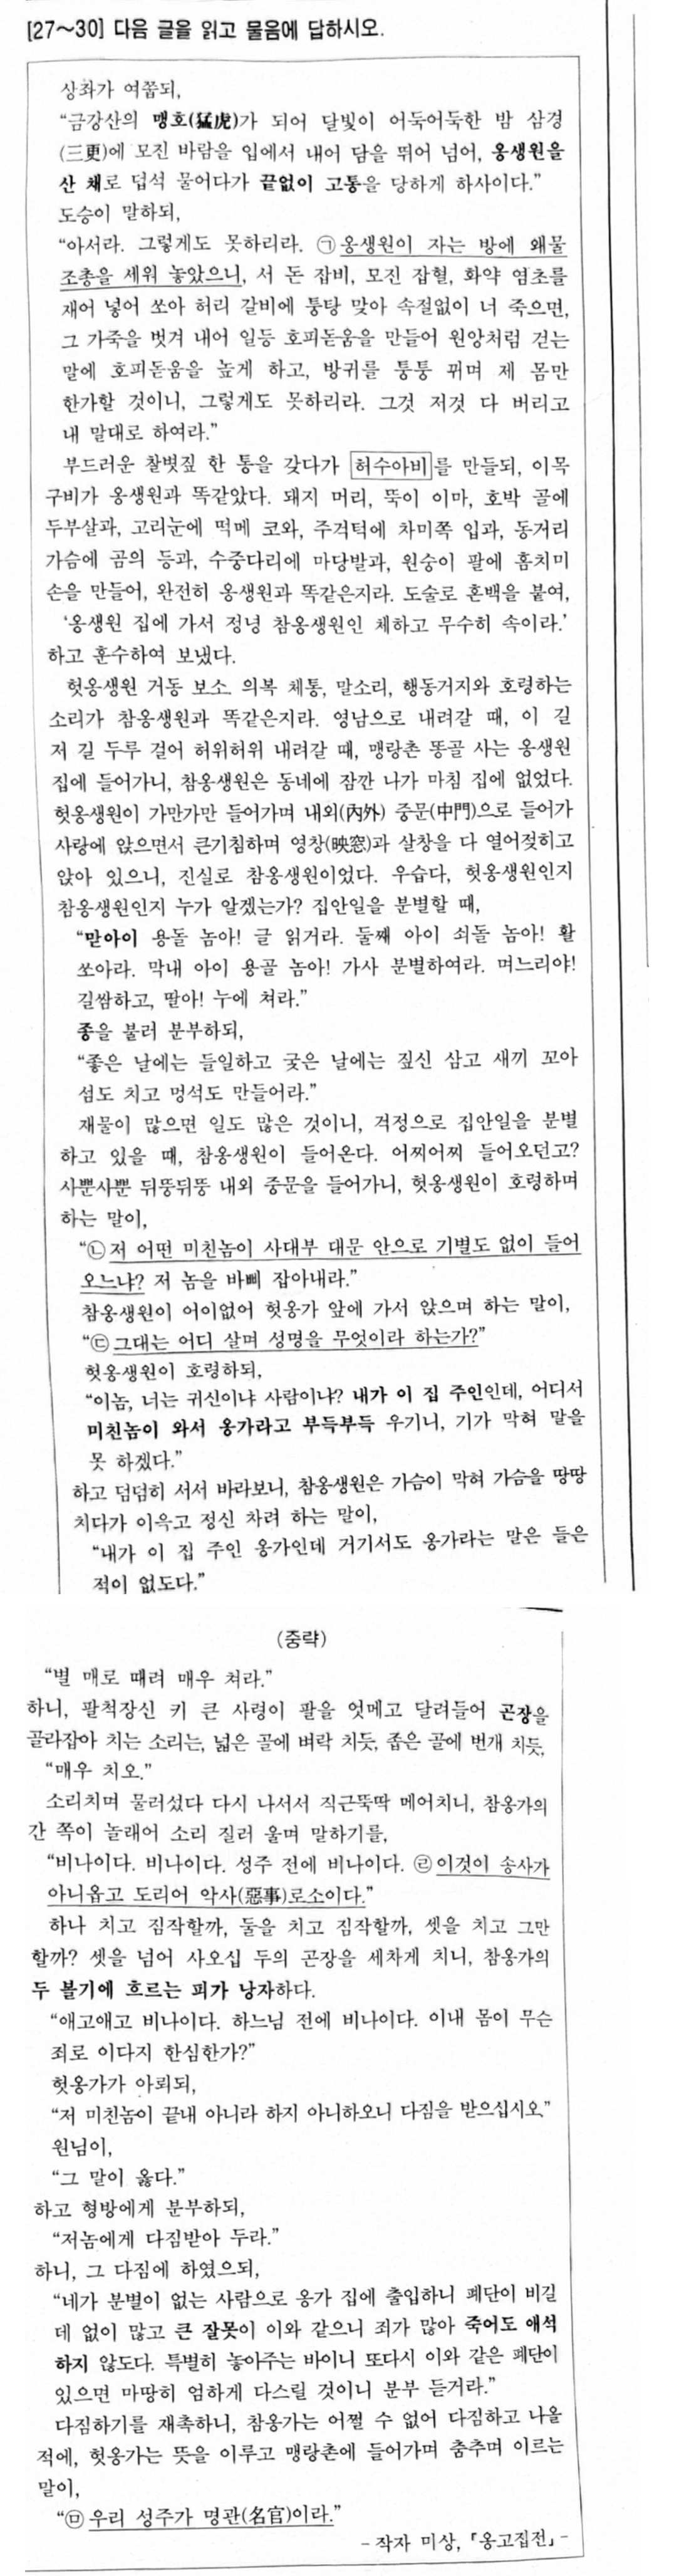 [27~30] 다음 글을 읽고 물음에 답하시오.
상좌가 여쭙되,
“금강산의 맹호(猛虎)가 되어 달빛이 어둑어둑한 밤 삼경
(三更)에 모진 바람을 입에서 내어 담을 뛰어 넘어, 옹생원을
산 채로 덥석 물어다가 끝없이 고통을 당하게 하사이다.”
도승이 말하되,
“아서라. 그렇게도 못하리라. ㉠옹생원이 자는 방에 왜물
조총을 세워 놓았으니, 서 돈 잡비, 모진 잡혈, 화약 염초를
재어 넣어 쏘아 허리 갈비에 퉁탕 맞아 속절없이 너 죽으면,
그 가죽을 벗겨 내어 일등 호피돋움을 만들어 원앙처럼 걷는
말에 호피돋움을 높게 하고, 방귀를 통통 뀌며 제 몸만
한가할 것이니, 그렇게도 못하리라. 그것 저것 다 버리고
내 말대로 하여라.”
부드러운 찰볏짚 한 통을 갖다가 허수아비를 만들되, 이목
구비가 옹생원과 똑같았다. 돼지 머리, 뚝이 이마, 호박 골에
두부살과, 고리눈에 떡메 코와, 주걱턱에 차미쪽 입과, 동거리
가슴에 곰의 등과, 수중다리에 마당발과, 원숭이 팔에 훔치미
손을 만들어, 완전히 옹생원과 똑같은지라. 도술로 혼백을 붙여,
‘옹생원 집에 가서 정녕 참옹생원인 체하고 무수히 속이라.’
하고 훈수하여 보냈다.
헛옹생원 거동 보소. 의복 체통, 말소리, 행동거지와 호령하는
소리가 참옹생원과 똑같은지라. 영남으로 내려갈 때, 이 길
저 길 두루 걸어 허위허위 내려갈 때, 맹랑촌 똥골 사는 옹생원
집에 들어가니, 참옹생원은 동네에 잠깐 나가 마침 집에 없었다.
헛옹생원이 가만가만 들어가며 내외(內外) 중문(中門)으로 들어가
사랑에 앉으면서 큰기침하며 영창(映窓)과 살창을 다 열어젖히고
앉아 있으니, 진실로 참옹생원이었다. 우습다, 헛옹생원인지
참옹생원인지 누가 알겠는가? 집안일을 분별할 때,
“맏아이 용돌 놈아! 글 읽거라. 둘째 아이 쇠돌 놈아! 활
쏘아라. 막내 아이 용골 놈아! 가사 분별하여라. 며느리야!
길쌈하고, 딸아! 누에 쳐라.”
종을 불러 분부하되,
“좋은 날에는 들일하고 궂은 날에는 짚신 삼고 새끼 꼬아
섬도 치고 멍석도 만들어라.”
재물이 많으면 일도 많은 것이니, 걱정으로 집안일을 분별
하고 있을 때, 참옹생원이 들어온다. 어찌어찌 들어오던고?
사뿐사뿐 뒤뚱뒤뚱 내외 중문을 들어가니, 헛옹생원이 호령하며
하는 말이,
“㉡저 어떤 미친놈이 사대부 대문 안으로 기별도 없이 들어
오느냐? 저 놈을 바삐 잡아내라.”
참옹생원이 어이없어 헛옹가 앞에 가서 앉으며 하는 말이,
“㉢그대는 어디 살며 성명을 무엇이라 하는가?”
헛옹생원이 호령하되,
“이놈, 너는 귀신이냐 사람이냐? 내가 이 집 주인인데, 어디서
미친놈이 와서 옹가라고 부득부득 우기니, 기가 막혀 말을
못 하겠다.”
하고 덤덤히 서서 바라보니, 참옹생원은 가슴이 막혀 가슴을 땅땅
치다가 이윽고 정신 차려 하는 말이,
“내가 이 집 주인 옹가인데 거기서도 옹가라는 말은 들은
적이 없도다.”
(중략)
“별 매로 때려 매우 쳐라.”
하니, 팔척장신 키 큰 사령이 팔을 엇메고 달려들어 곤장을
골라잡아 치는 소리는, 넓은 골에 벼락 치듯, 좁은 골에 번개 치듯,
“매우 치오.”
소리치며 물러섰다 다시 나서서 직근뚝딱 메어치니, 참옹가의
간 쪽이 놀래어 소리 질러 울며 말하기를,
“비나이다. 비나이다. 성주 전에 비나이다. ㉣이것이 송사가
아니옵고 도리어 악사(惡事)로소이다.”
하나 치고 짐작할까, 둘을 치고 짐작할까, 셋을 치고 그만
할까? 셋을 넘어 사오십 두의 곤장을 세차게 치니, 참옹가의
두 볼기에 흐르는 피가 낭자하다.
“애고애고 비나이다. 하느님 전에 비나이다. 이내 몸이 무슨
죄로 이다지 한심한가?”
헛옹가가 아뢰되,
“저 미친놈이 끝내 아니라 하지 아니하오니 다짐을 받으십시오.”
원님이,
“그 말이 옳다.”
하고 형방에게 분부하되,
“저놈에게 다짐받아 두라.”
하니, 그 다짐에 하였으되,
“네가 분별이 없는 사람으로 옹가 집에 출입하니 폐단이 비길
데 없이 많고 큰 잘못이 이와 같으니 죄가 많아 죽어도 애석
하지 않도다. 특별히 놓아주는 바이니 또다시 이와 같은 폐단이
있으면 마땅히 엄하게 다스릴 것이니 분부 듣거라.”
다짐하기를 재촉하니, 참옹가는 어쩔 수 없어 다짐하고 나올
적에, 헛옹가는 뜻을 이루고 맹랑촌에 들어가며 춤추며 이르는
말이,
“㉤우리 성주가 명관(名官)이라.”
- 작자 미상, 「옹고집전」 -